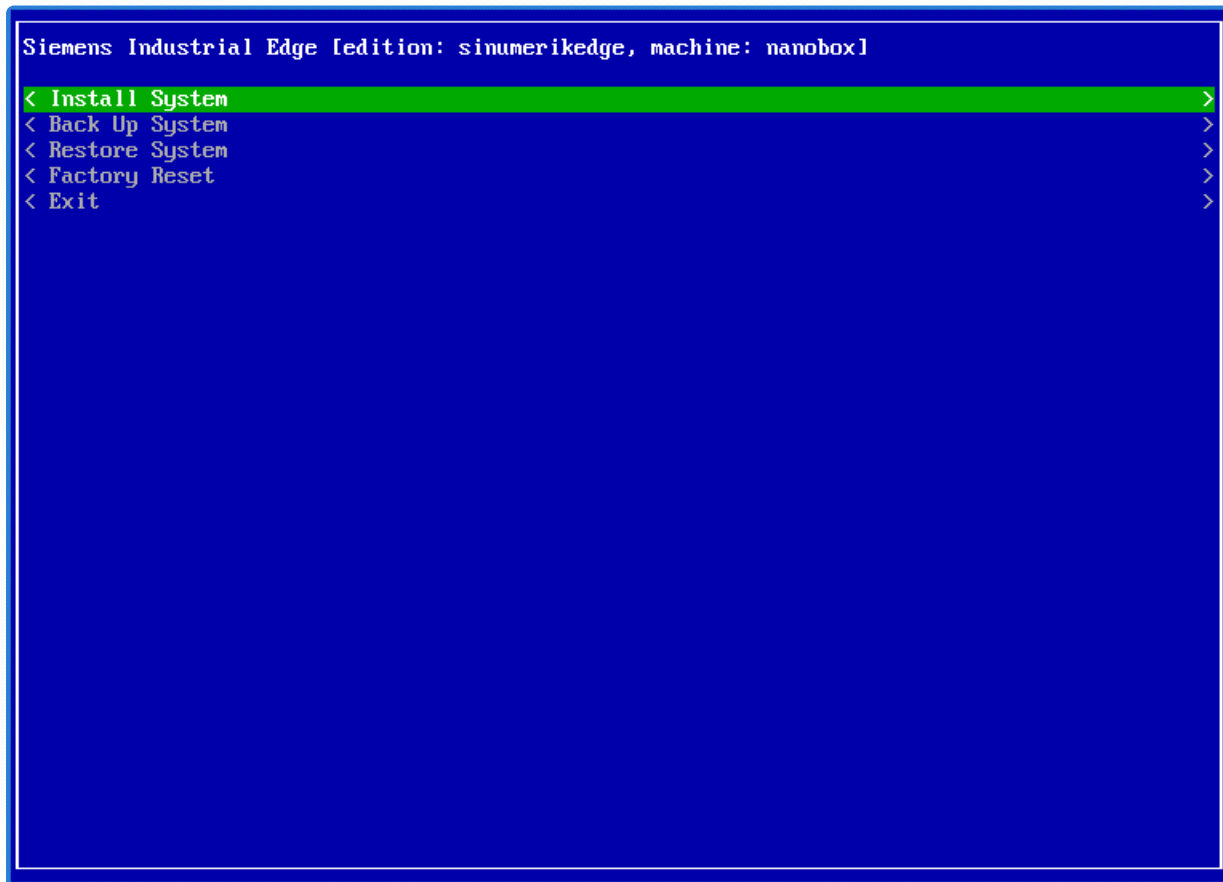 Siemens Industrial Edge [edition: sinumerikedge, machine: nanobox]
< Install System >
< Back Up System >
< Restore System >
< Factory Reset >
< Exit >